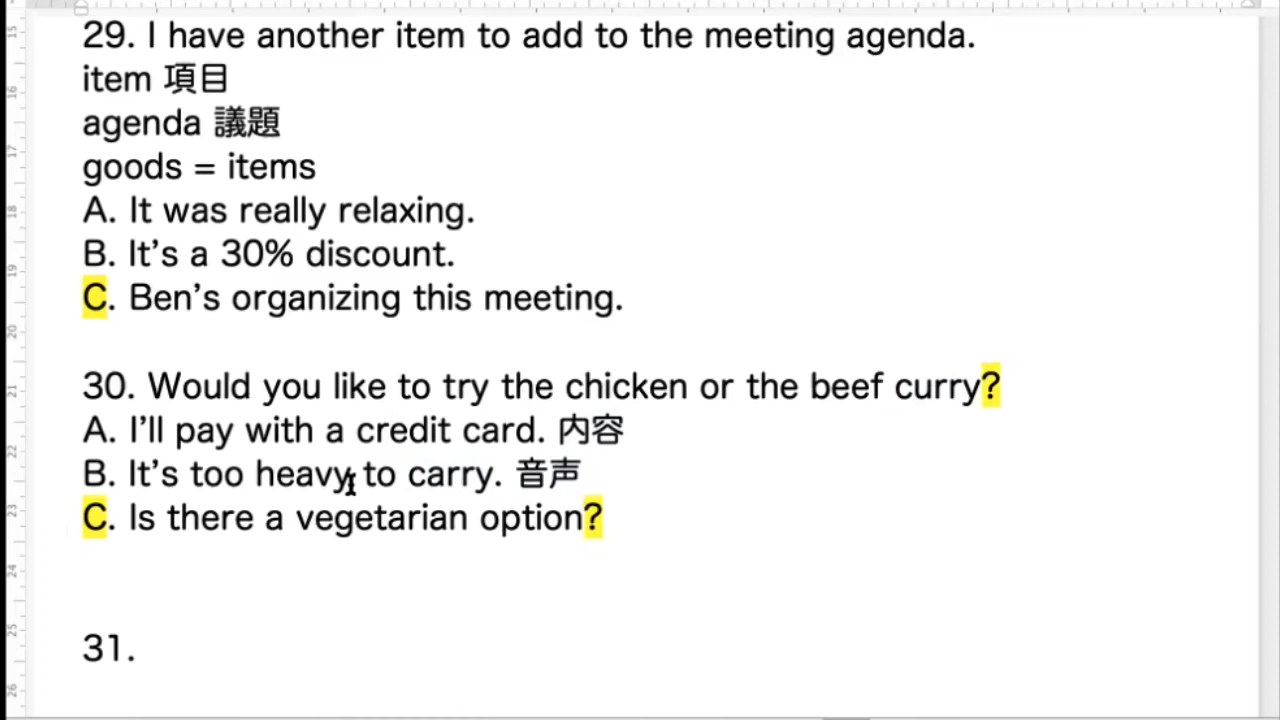 29. I have another item to add to the meeting agenda.
item 項目
agenda 議題
goods = items
A. It was really relaxing.
B. It’s a 30% discount.
C. Ben’s organizing this meeting.
30. Would you like to try the chicken or the beef curry?
A. I’ll pay with a credit card. 内容
B. It’s too heavy to carry. 音声
C. Is there a vegetarian option?
31.